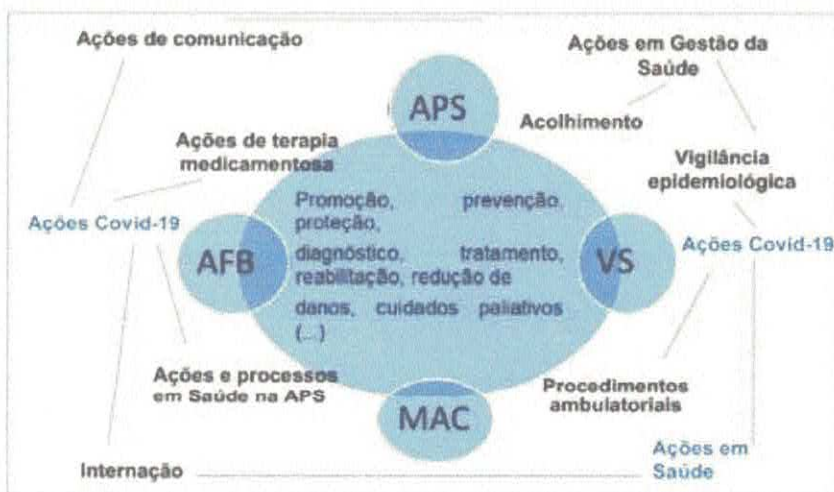 Ações de comunicação
Ações em Gestão da
Saúde
APS
Acolhimento
Ações de terapia
medicamentosa
Vigilância
epidemiológica
Promoção, prevenção,
proteção,
Ações Covid-19
Ações Covid-19
AFB
diagnóstico, tratamento,
reabilitação, redução de
VS
danos, cuidados paliativos
(...)
Ações e processos
em Saúde na APS
Procedimentos
ambulatoriais
MAC
Internação
Ações em
Saúde